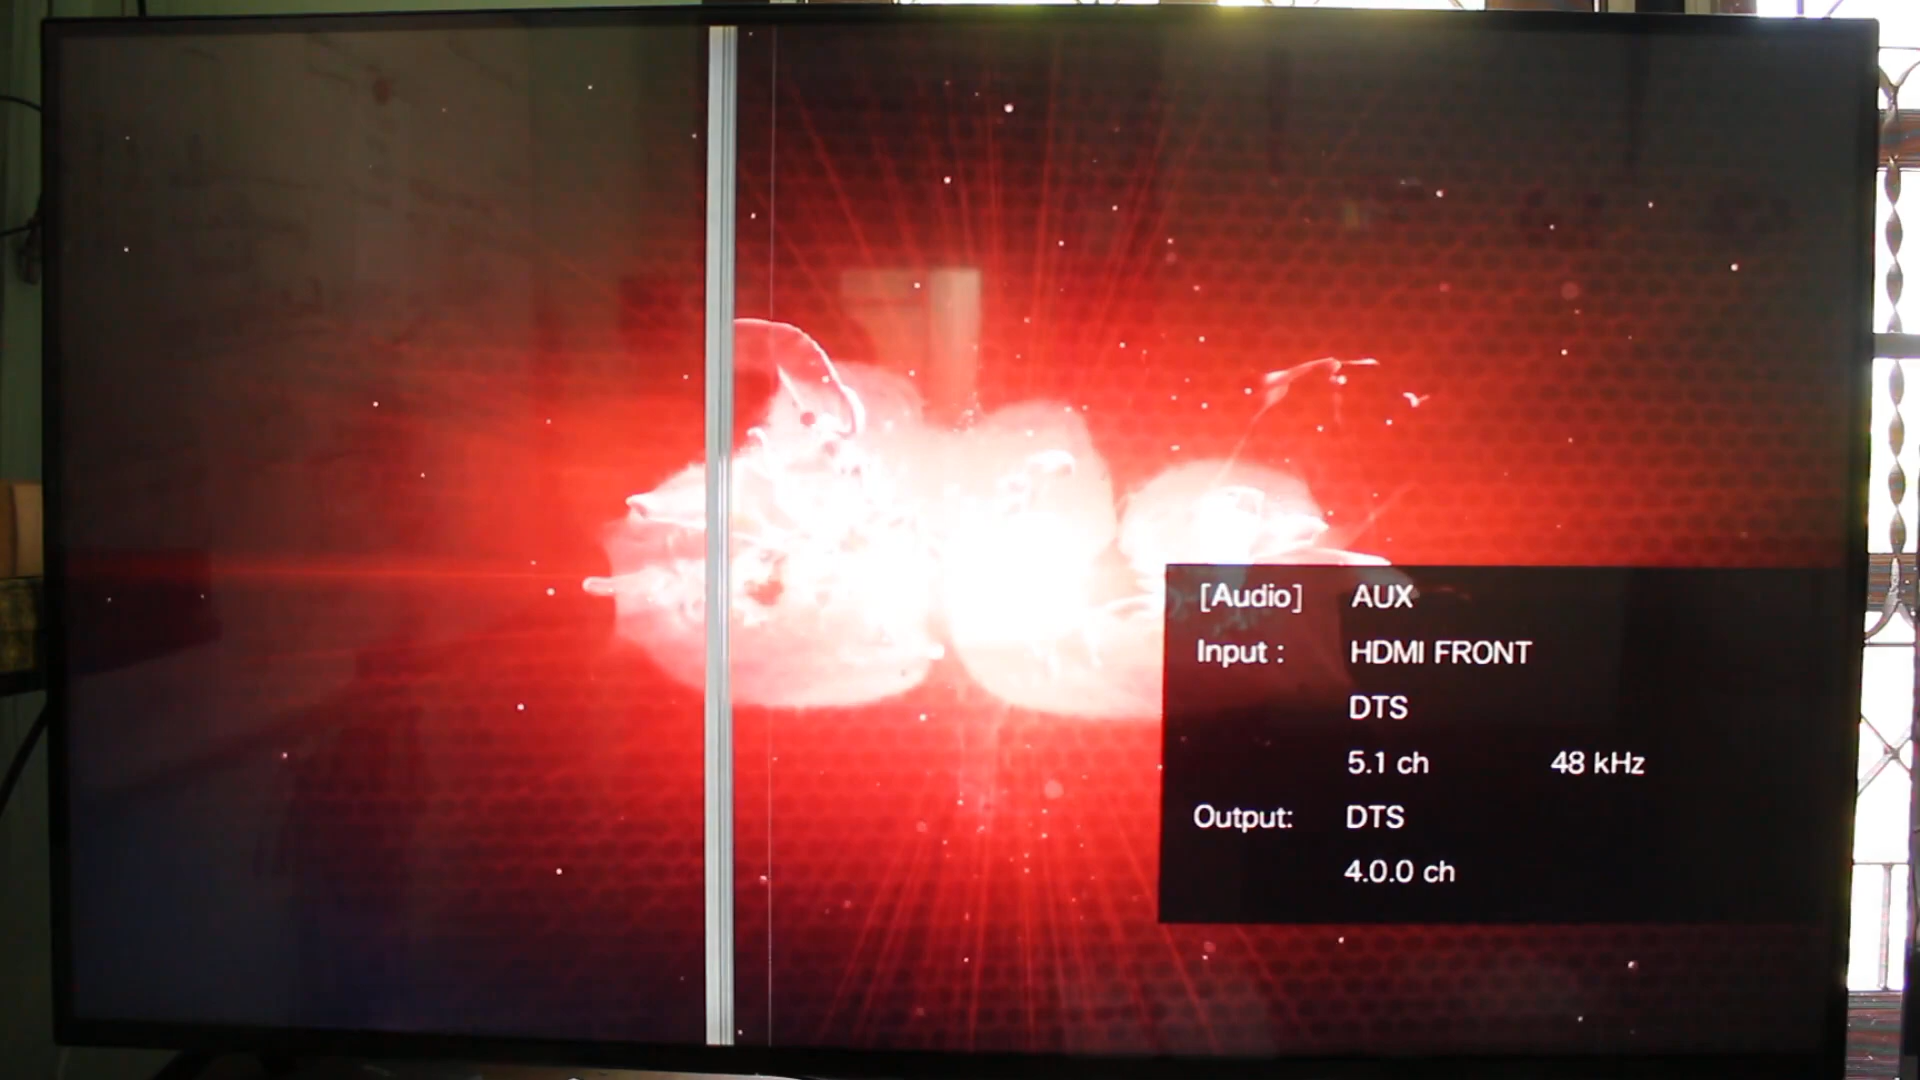 [Audio] AUX
Input : HDMI FRONT
DTS
5.1 ch 48 kHz
Output: DTS
4.0.0 ch